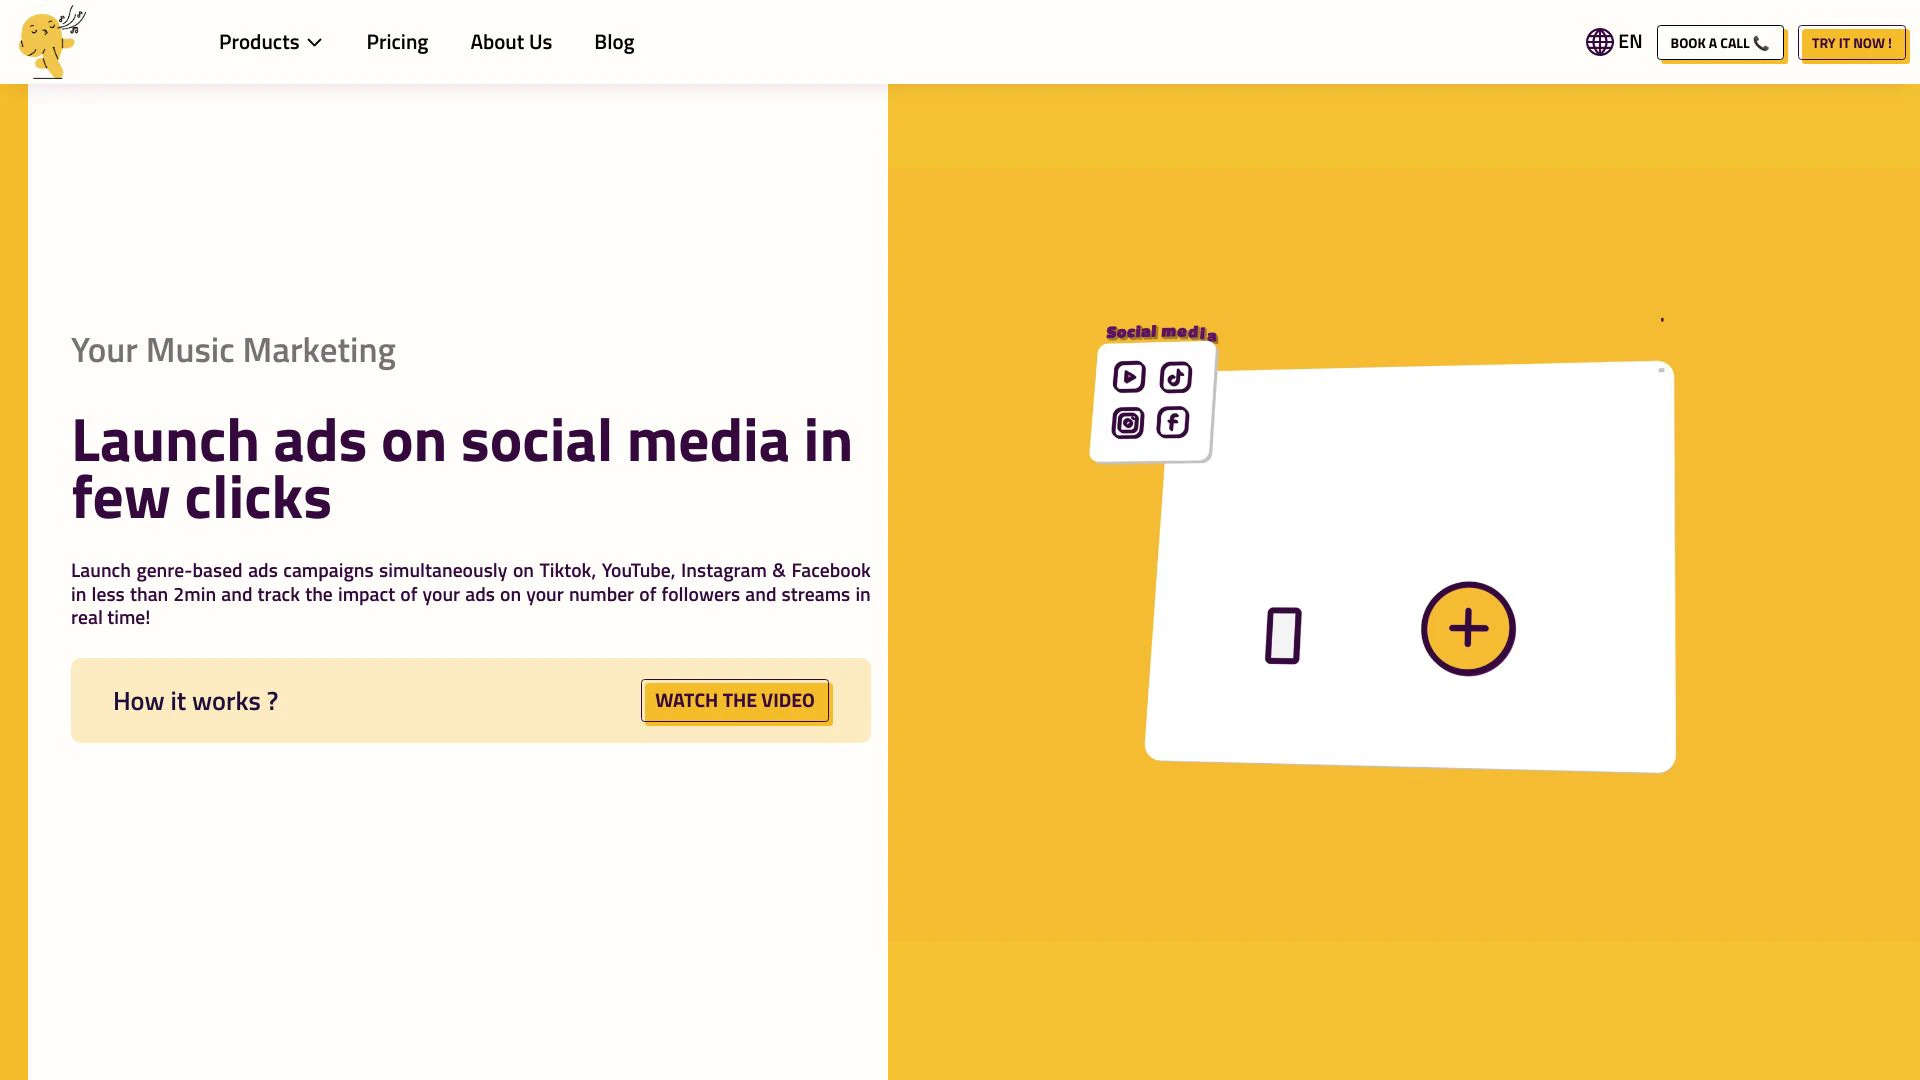 Products
Pricing
About Us
Blog
EN
BOOK A CALL
TRY IT NOW !
Your Music Marketing
Launch ads on social media in
few clicks
Launch genre-based ads campaigns simultaneously on Tiktok, YouTube, Instagram & Facebook
in less than 2min and track the impact of your ads on your number of followers and streams in
real time!
How it works ?
WATCH THE VIDEO
Social media